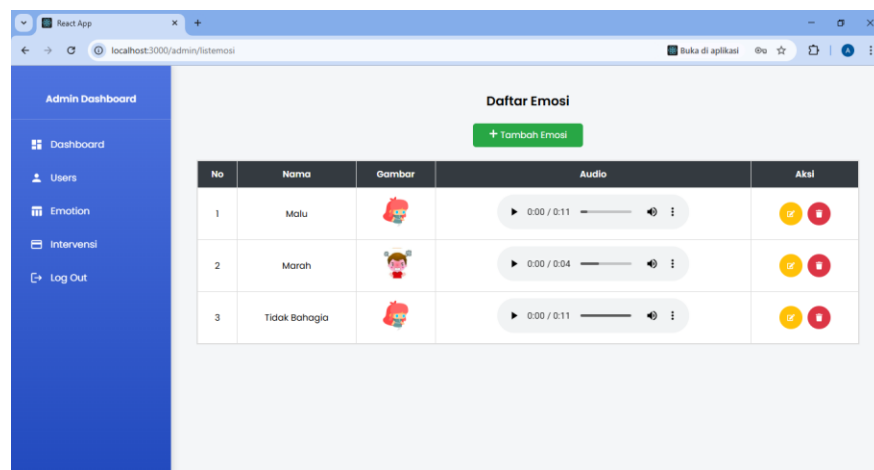 React App
localhost:3000/admin/listemosi
Buka di aplikasi
A
Admin Dashboard
Dashboard
Users
Emotion
Intervensi
Log Out
Daftar Emosi
+ Tambah Emosi
No Nama Gambar Audio Aksi
1 Malu 0:00 / 0:11
2 Marah 0:00 / 0:04
3 Tidak Bahagia 0:00 / 0:11